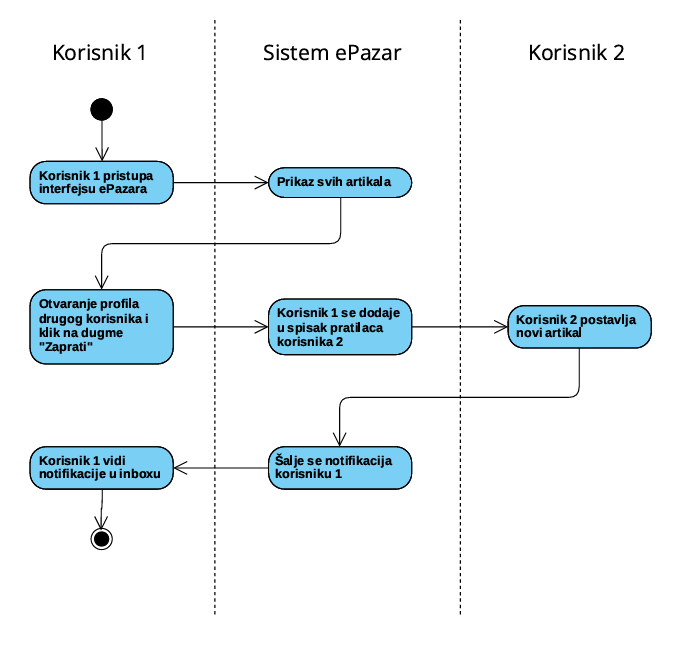 Korisnik 1
Sistem ePazar
Korisnik 2
Korisnik 1 pristupa
interfejsu ePazara
Prikaz svih artikala
Otvaranje profila
drugog korisnika i
klik na dugme
"Zaprati"
Korisnik 1 se dodaje
u spisak pratilaca
korisnika 2
Korisnik 2 postavlja
novi artikal
Šalje se notifikacija
korisniku 1
Korisnik 1 vidi
notifikacije u inboxu